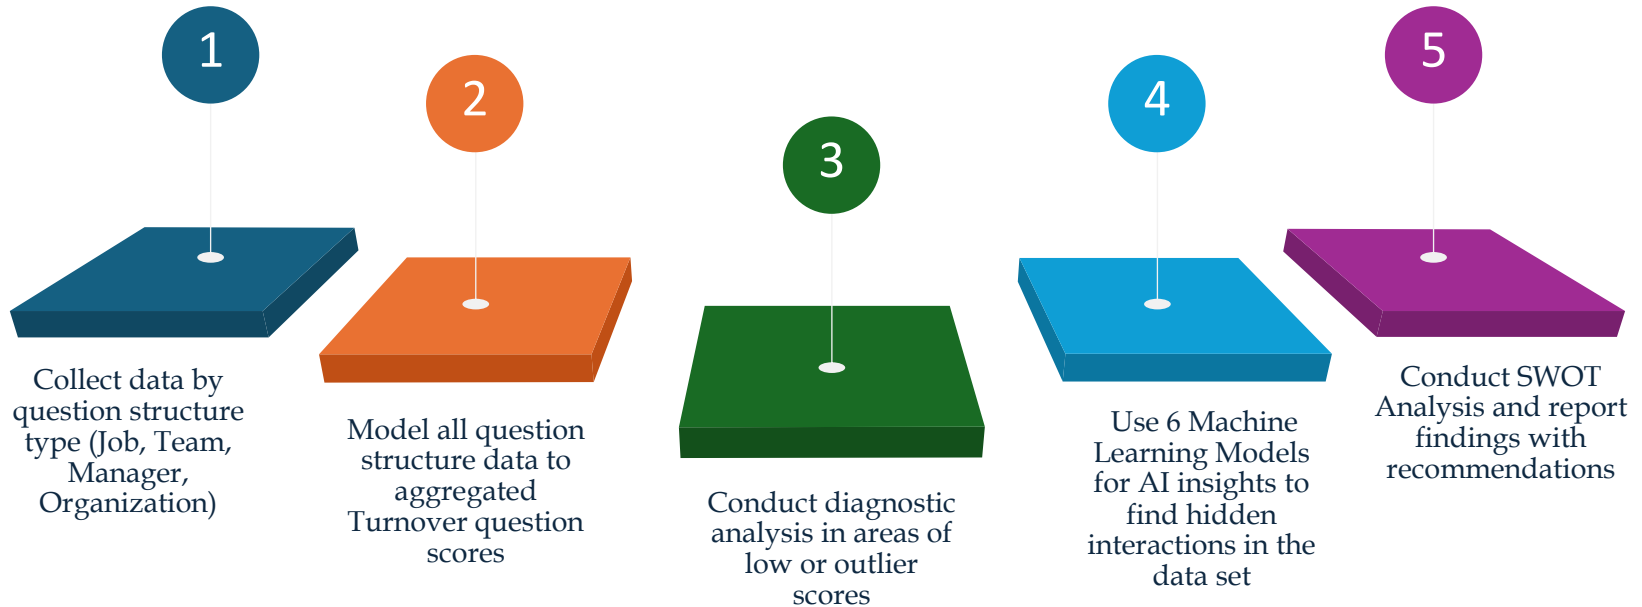 1
Collect data by
question structure
type (Job, Team,
Manager,
Organization)
2
Model all question
structure data to
aggregated
Turnover question
scores
3
Conduct diagnostic
analysis in areas of
low or outlier
scores
4
Use 6 Machine
Learning Models
for AI insights to
find hidden
interactions in the
data set
5
Conduct SWOT
Analysis and report
findings with
recommendations